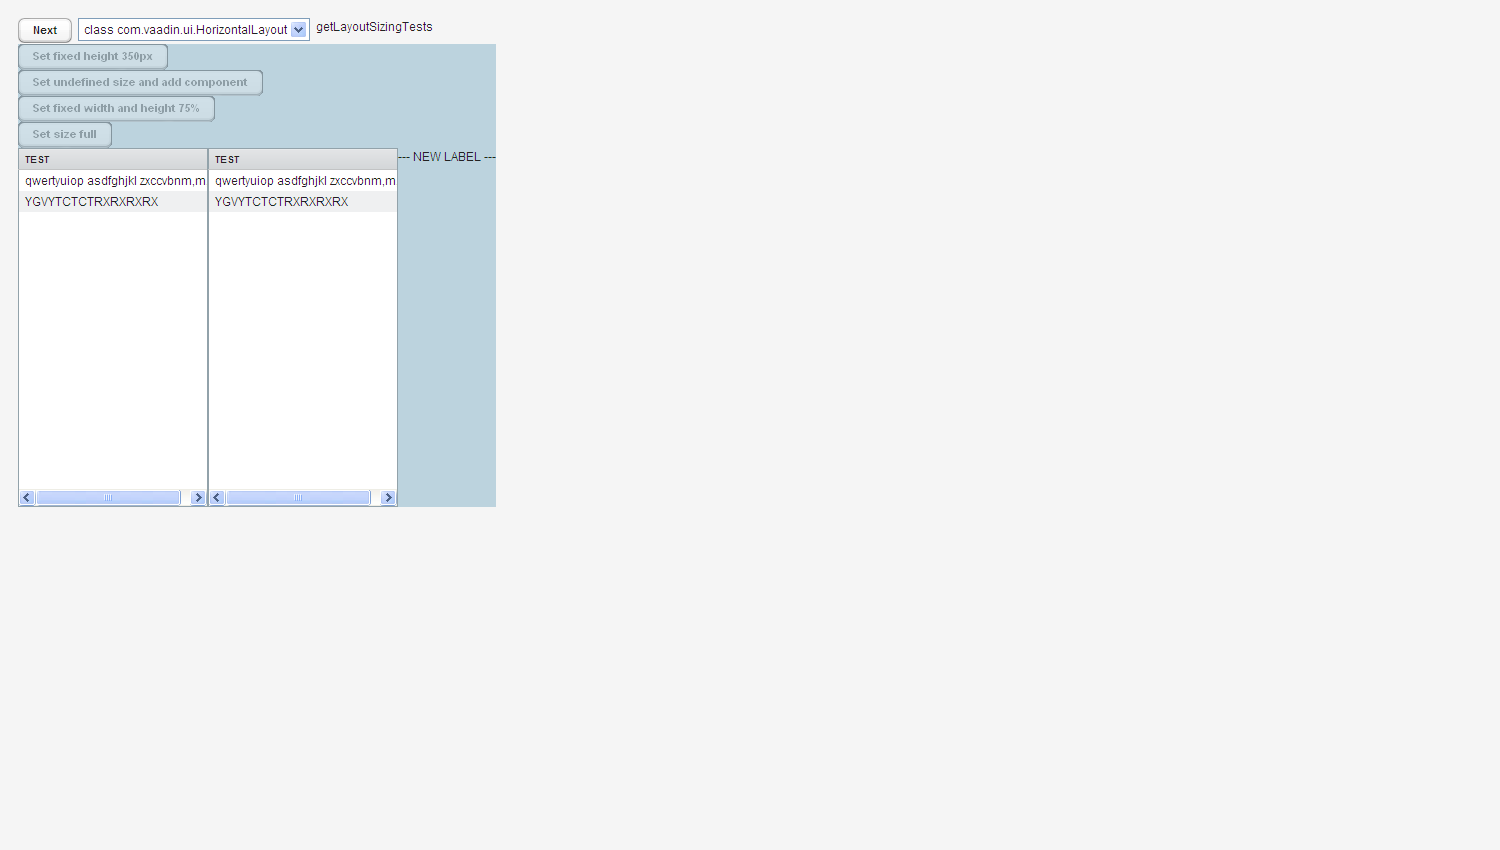 Next class com.vaadin.ui.HorizontalLayout getLayoutSizingTests
Set fixed height 350px
Set undefined size and add component
Set fixed width and height 75%
Set size full
TEST TEST --- NEW LABEL ---
qwertyuiop asdfghjkl zxccvbnm,m qwertyuiop asdfghjkl zxccvbnm,m
YGVYTCTCTRXRXRXRX YGVYTCTCTRXRXRXRX